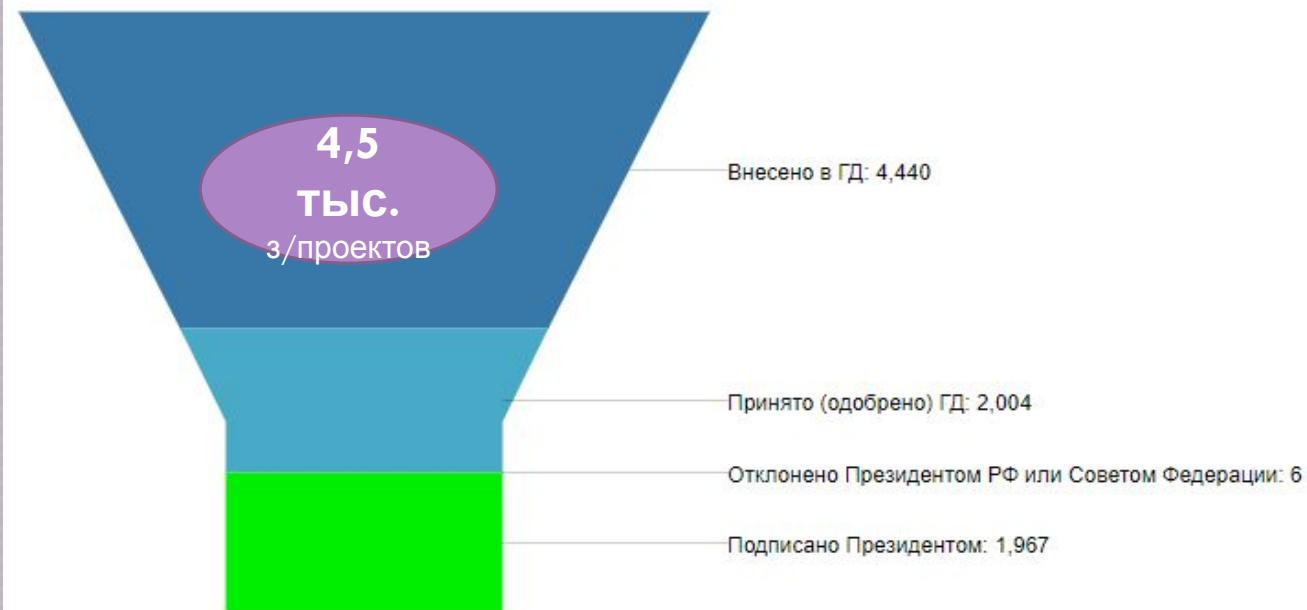 4,5
тыс.
з/проектов
Внесено в ГД: 4,440
Принято (одобрено) ГД: 2,004
Отклонено Президентом РФ или Советом Федерации: 6
Подписано Президентом: 1,967